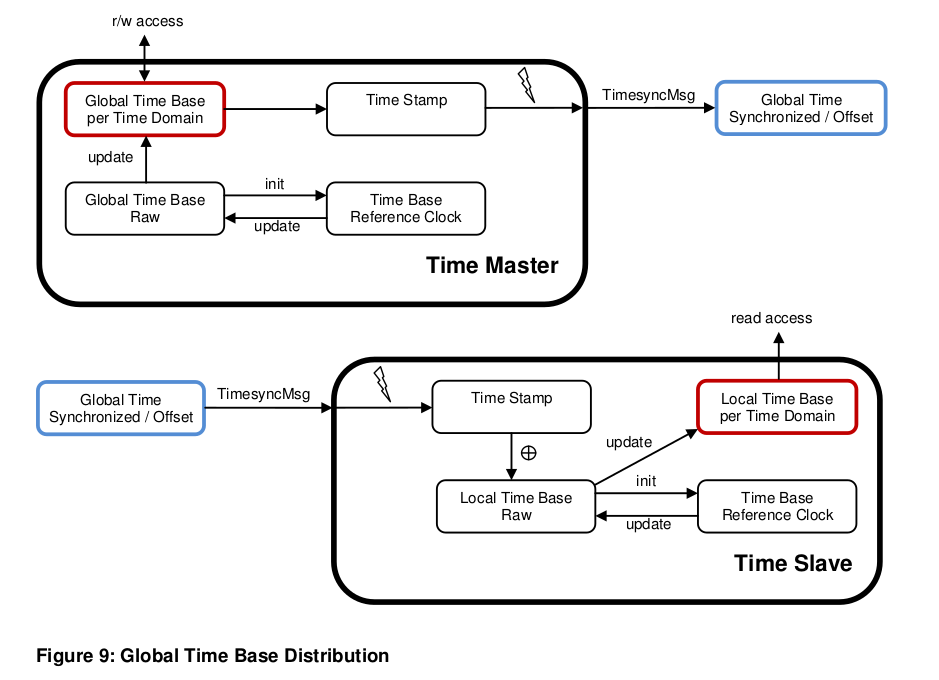 r/w access
Global Time Base
per Time Domain
Time Stamp
TimesyncMsg
Global Time
Synchronized / Offset
update
Global Time Base
Raw
init
update
Time Base
Reference Clock
Time Master
read access
Global Time
Synchronized / Offset
TimesyncMsg
Time Stamp
Local Time Base
per Time Domain
update
Local Time Base
Raw
init
update
Time Base
Reference Clock
Time Slave
Figure 9: Global Time Base Distribution